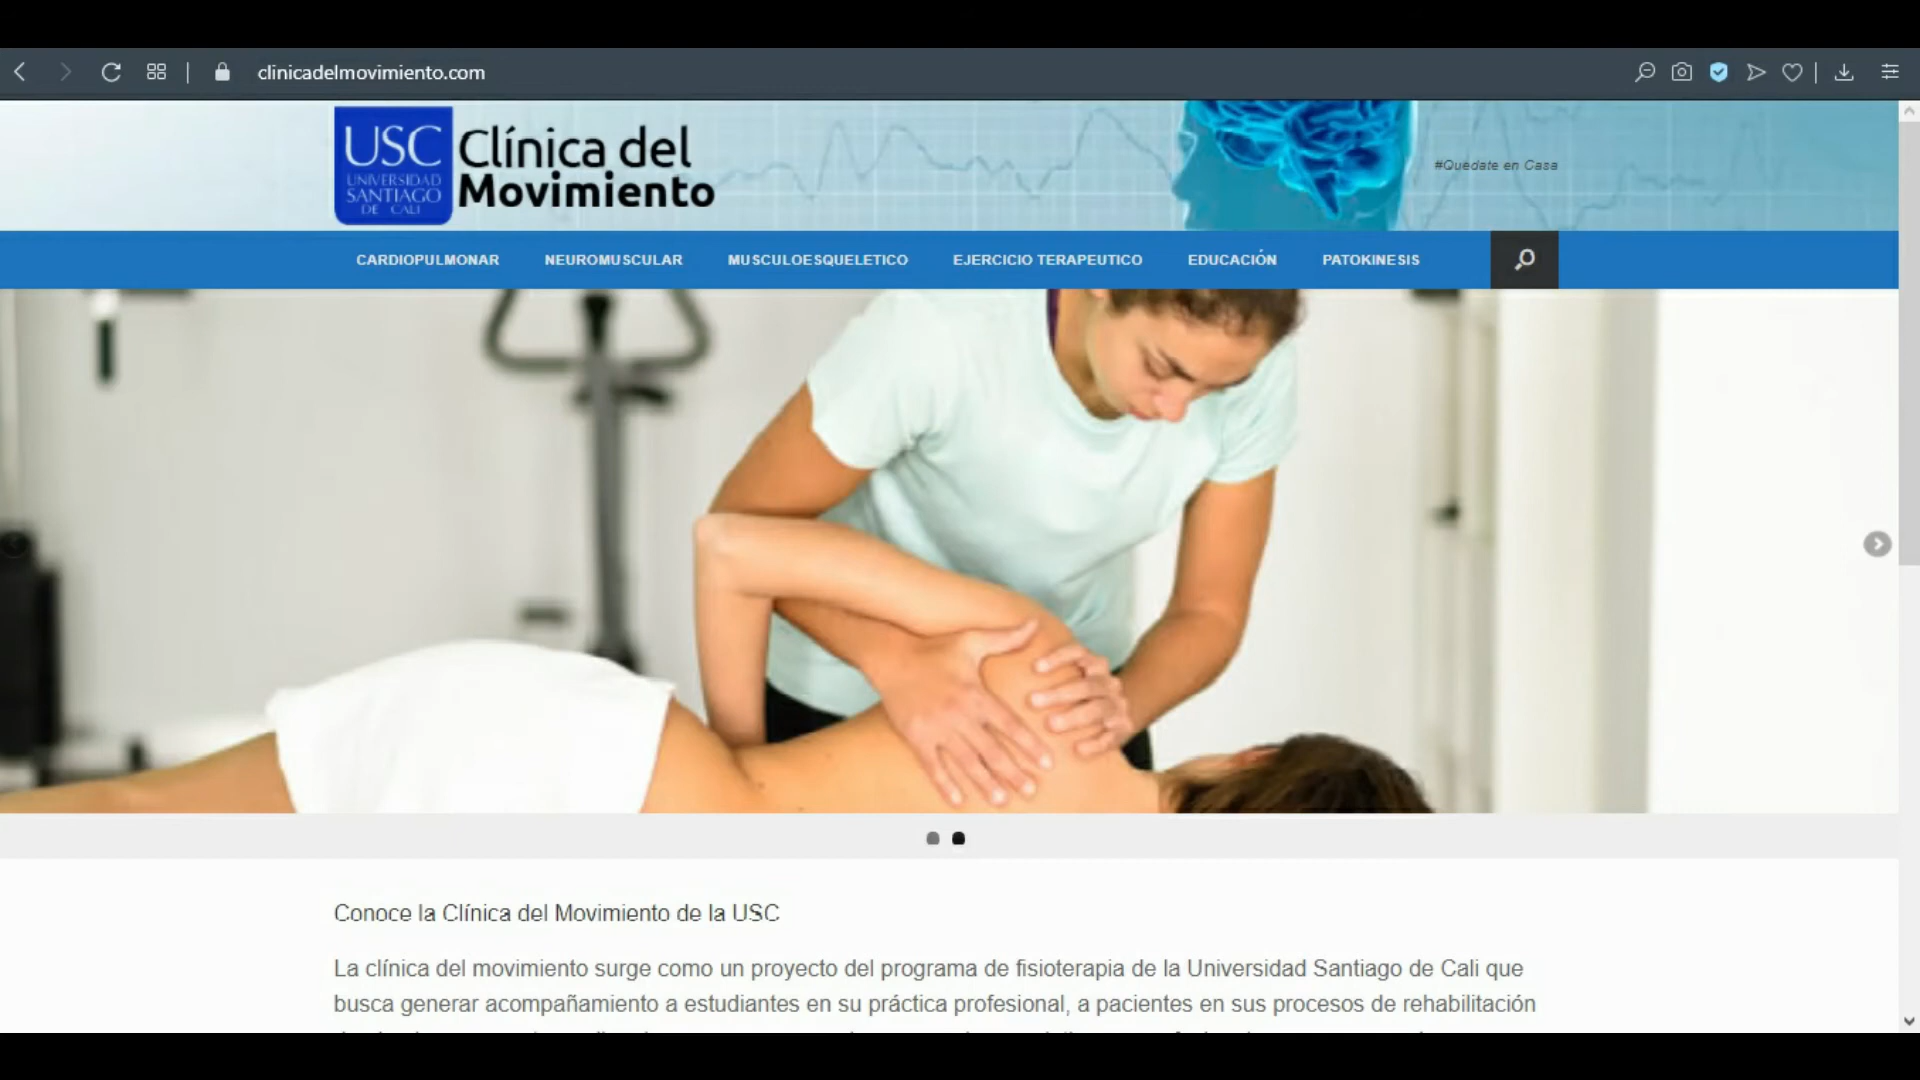 clinicadelmovimiento.com
USC
UNIVERSIDAD
SANTIAGO
DE CALI
Clínica del
Movimiento
#Quedate en Casa
CARDIOPULMONAR NEUROMUSCULAR MUSCULOESQUELETICO EJERCICIO TERAPEUTICO EDUCACIÓN PATOKINESIS
Conoce la Clínica del Movimiento de la USC
La clínica del movimiento surge como un proyecto del programa de fisioterapia de la Universidad Santiago de Cali que
busca generar acompañamiento a estudiantes en su práctica profesional, a pacientes en sus procesos de rehabilitación